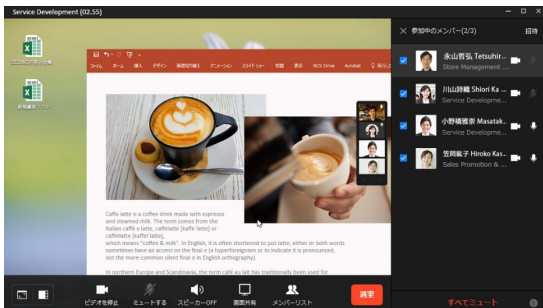 Service Development (02.55)
参加中のメンバー(2/3)
招待
ファイル ホーム 挿入 デザイン 画面切り替え アニメーション スライド ショー 校閲 表示 NCD Drive Acrobat
永山哲弘 Tetsuhir...
Store Management ...
川山詩織 Shiori Ka ...
Service Developme...
小野橋雅崇 Masatak...
Service Developme...
笠岡紘子 Hiroko Kas...
Sales Promotion & ...
Caffe latte is a coffee drink made with espresso
and steamed milk. The term comes from the
Italian caffè e latte, caffelatte [kaffe'latte] or
caffellatte [kaffel'latte],
which means "coffee & milk". In English, it is often shortened to just latte; either or both words
sometimes have an accent on the final e (a hyperforeignism or to indicate it is pronounced,
not the more-common silent final e in English orthography).
In northern Europe and Scandinavia, the term café au lait has traditionally been used for
ビデオを停止
ミュートする
スピーカーOFF
画面共有
メンバーリスト
退室
すべてミュート